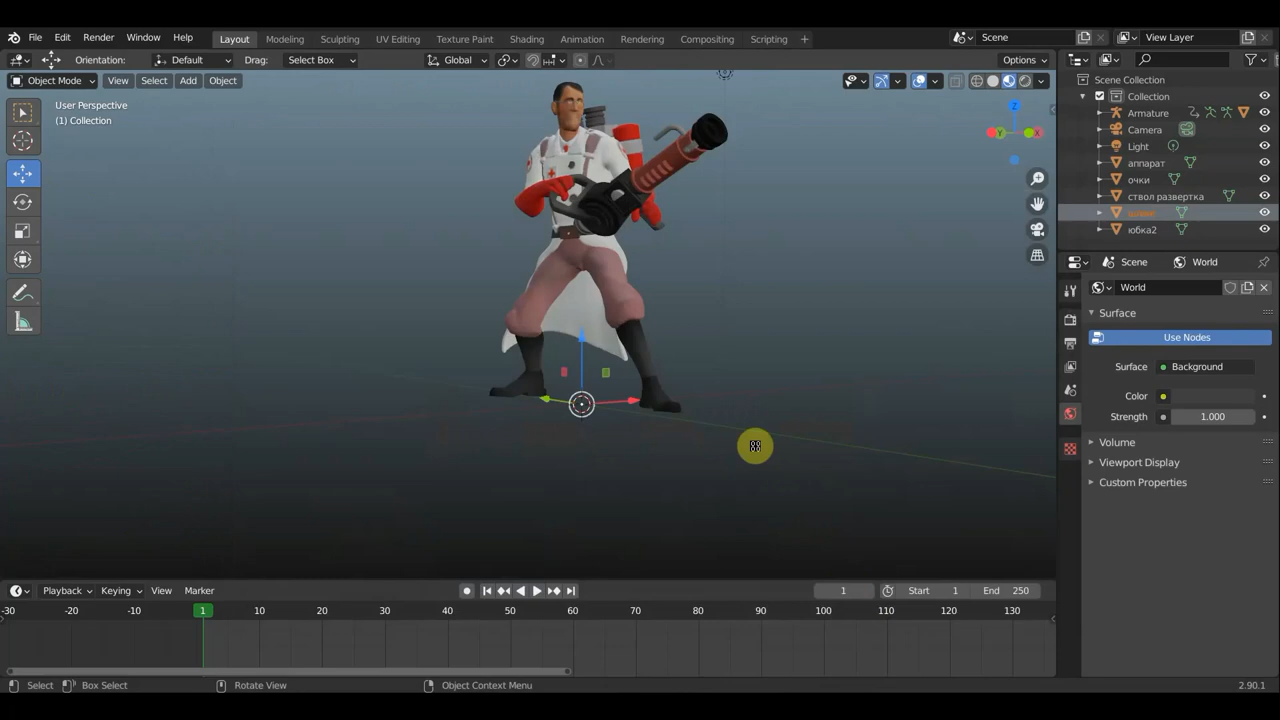 File Edit Render Window Help Layout Modeling Sculpting UV Editing Texture Paint Shading Animation Rendering Compositing Scripting + Scene View Layer
Orientation: Default Drag: Select Box Global Options
Object Mode View Select Add Object
User Perspective
(1) Collection
Z
Y
X
Scene Collection
Collection
Armature
Camera
Light
аппарат
очки
ствол развертка
юбка2
Scene World
World
Surface
Use Nodes
Surface Background
Color
Strength 1.000
Volume
Viewport Display
Custom Properties
Playback Keying View Marker 1 Start 1 End 250
-30 -20 -10 1 10 20 30 40 50 60 70 80 90 100 110 120 130
Select Box Select Rotate View Object Context Menu 2.90.1